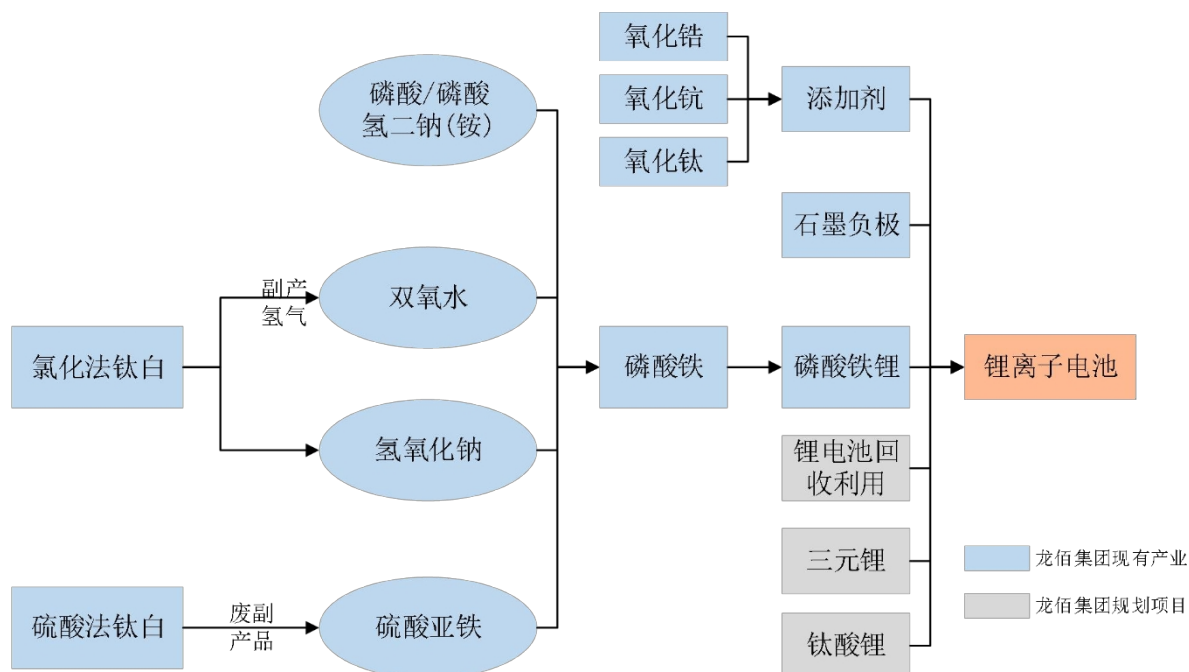 氧化锆
磷酸/磷酸
氢二钠(铵)
氧化钪
添加剂
氧化钛
石墨负极
副产
氢气
双氧水
氯化法钛白
磷酸铁
磷酸铁锂
锂离子电池
氢氧化钠
锂电池回
收利用
三元锂
龙佰集团现有产业
硫酸法钛白
废副
产品
硫酸亚铁
龙佰集团规划项目
钛酸锂